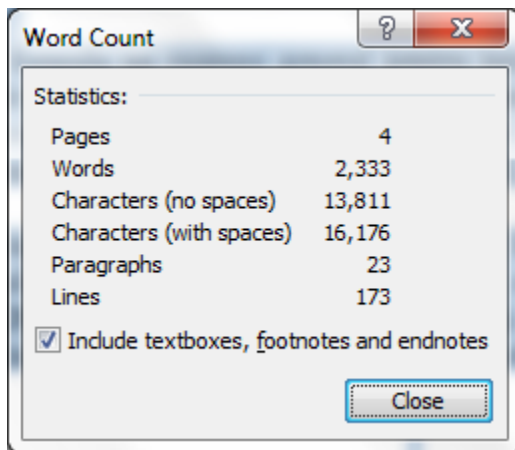 Word Count
Statistics:
Pages 4
Words 2,333
Characters (no spaces) 13,811
Characters (with spaces) 16,176
Paragraphs 23
Lines 173
Include textboxes, footnotes and endnotes
Close